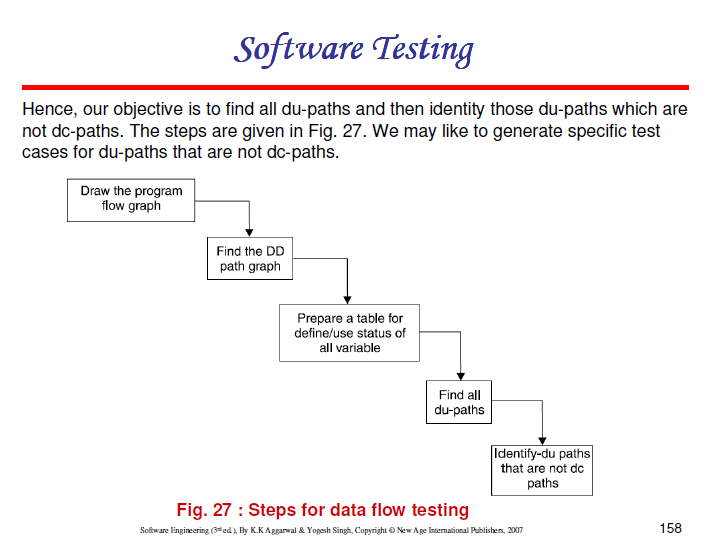 Software Testing
Hence, our objective is to find all du-paths and then identity those du-paths which are
not dc-paths. The steps are given in Fig. 27. We may like to generate specific test
cases for du-paths that are not dc-paths.
Draw the program
flow graph
Find the DD
path graph
Prepare a table for
define/use status of
all variable
Find all
du-paths
Identify-du paths
that are not dc
paths
Fig. 27 : Steps for data flow testing
Software Engineering (3rd ed.), By K.K Aggarwal & Yogesh Singh, Copyright © New Age International Publishers, 2007
158